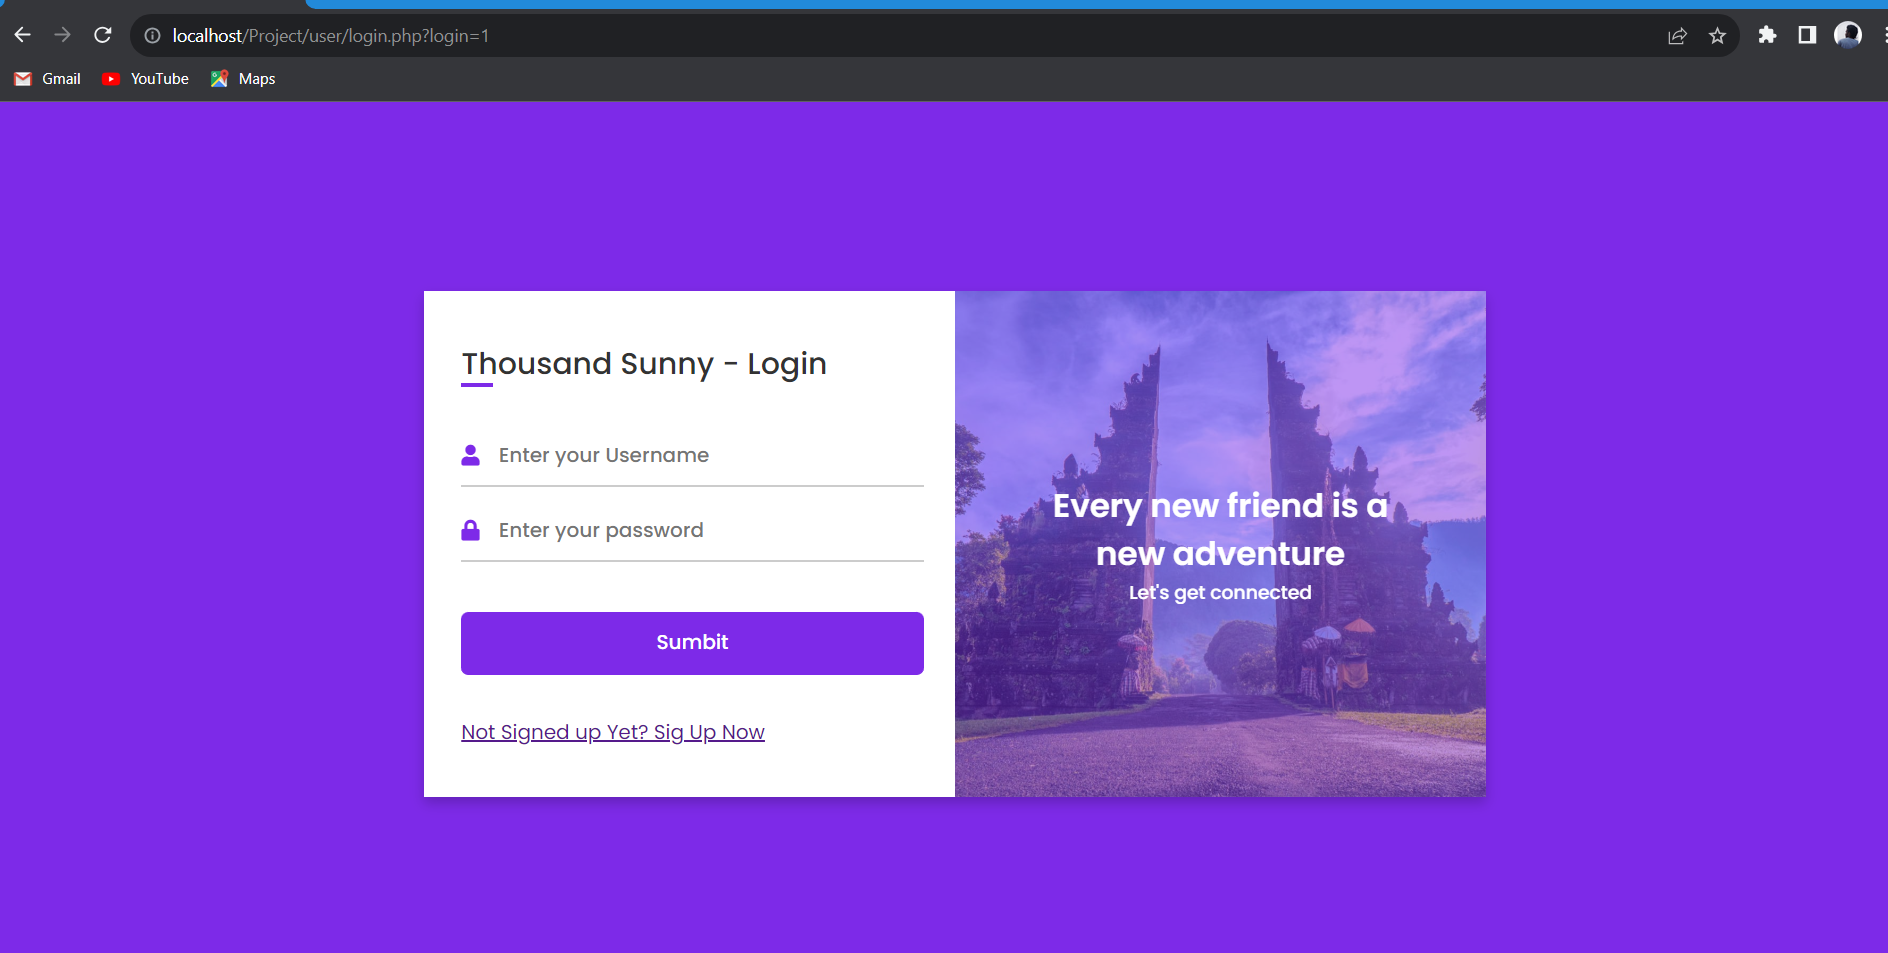 localhost/Project/user/login.php?login=1
Gmail YouTube Maps
Thousand Sunny - Login
Enter your Username
Enter your password
Sumbit
Not Signed up Yet? Sig Up Now
Every new friend is a
new adventure
Let's get connected